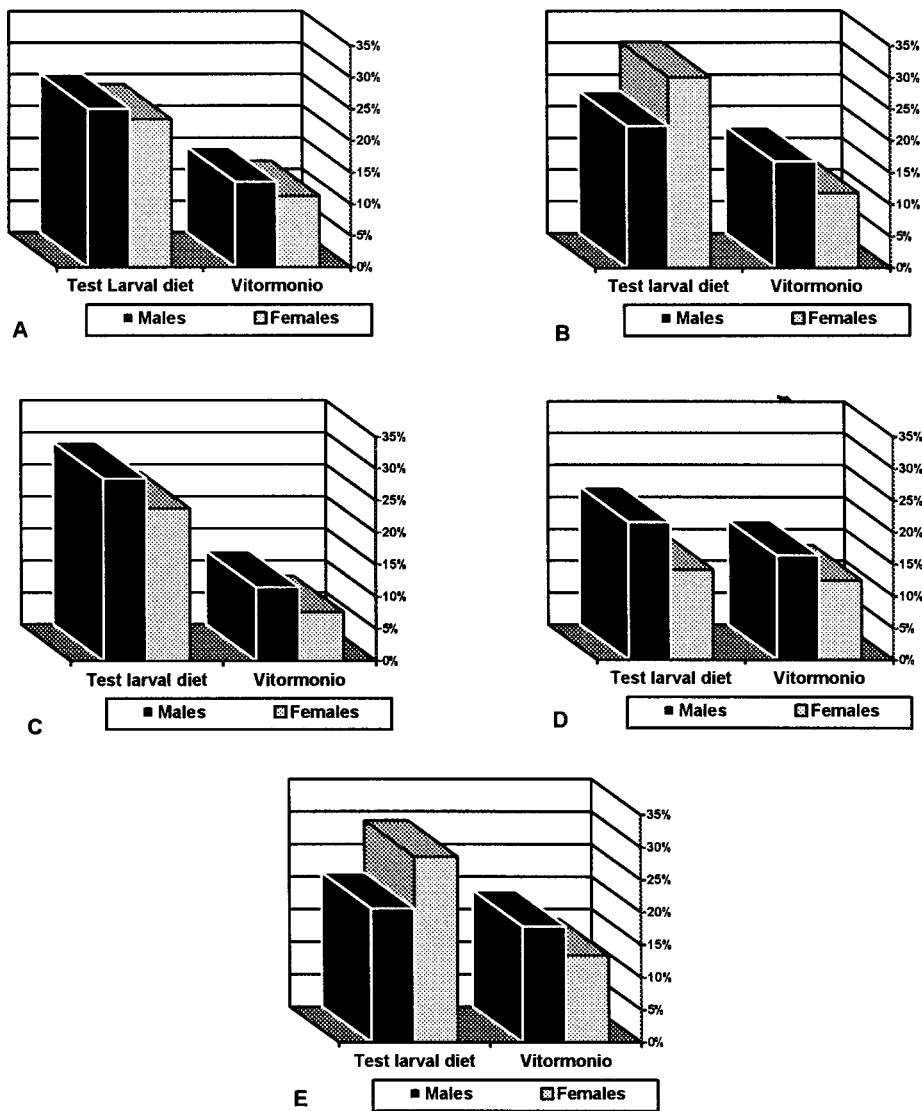 35%
30%
25%
20%
15%
10%
5%
0%
Test Larval diet Vitormonio
Males Females
A
35%
30%
25%
20%
15%
10%
5%
0%
Test larval diet Vitormonio
Males Females
B
35%
30%
25%
20%
15%
10%
5%
0%
Test larval diet Vitormonio
Males Females
C
35%
30%
25%
20%
15%
10%
5%
0%
Test larval diet Vitormonio
Males Females
D
35%
30%
25%
20%
15%
10%
5%
0%
Test larval diet Vitormonio
Males Females
E